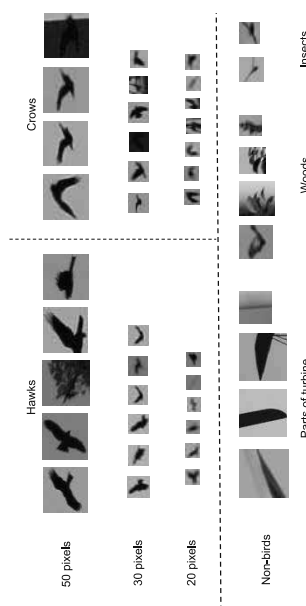 Hawks
Crows
50 pixels
30 pixels
20 pixels
Non-birds
Parts of turbine
Woods
Insects